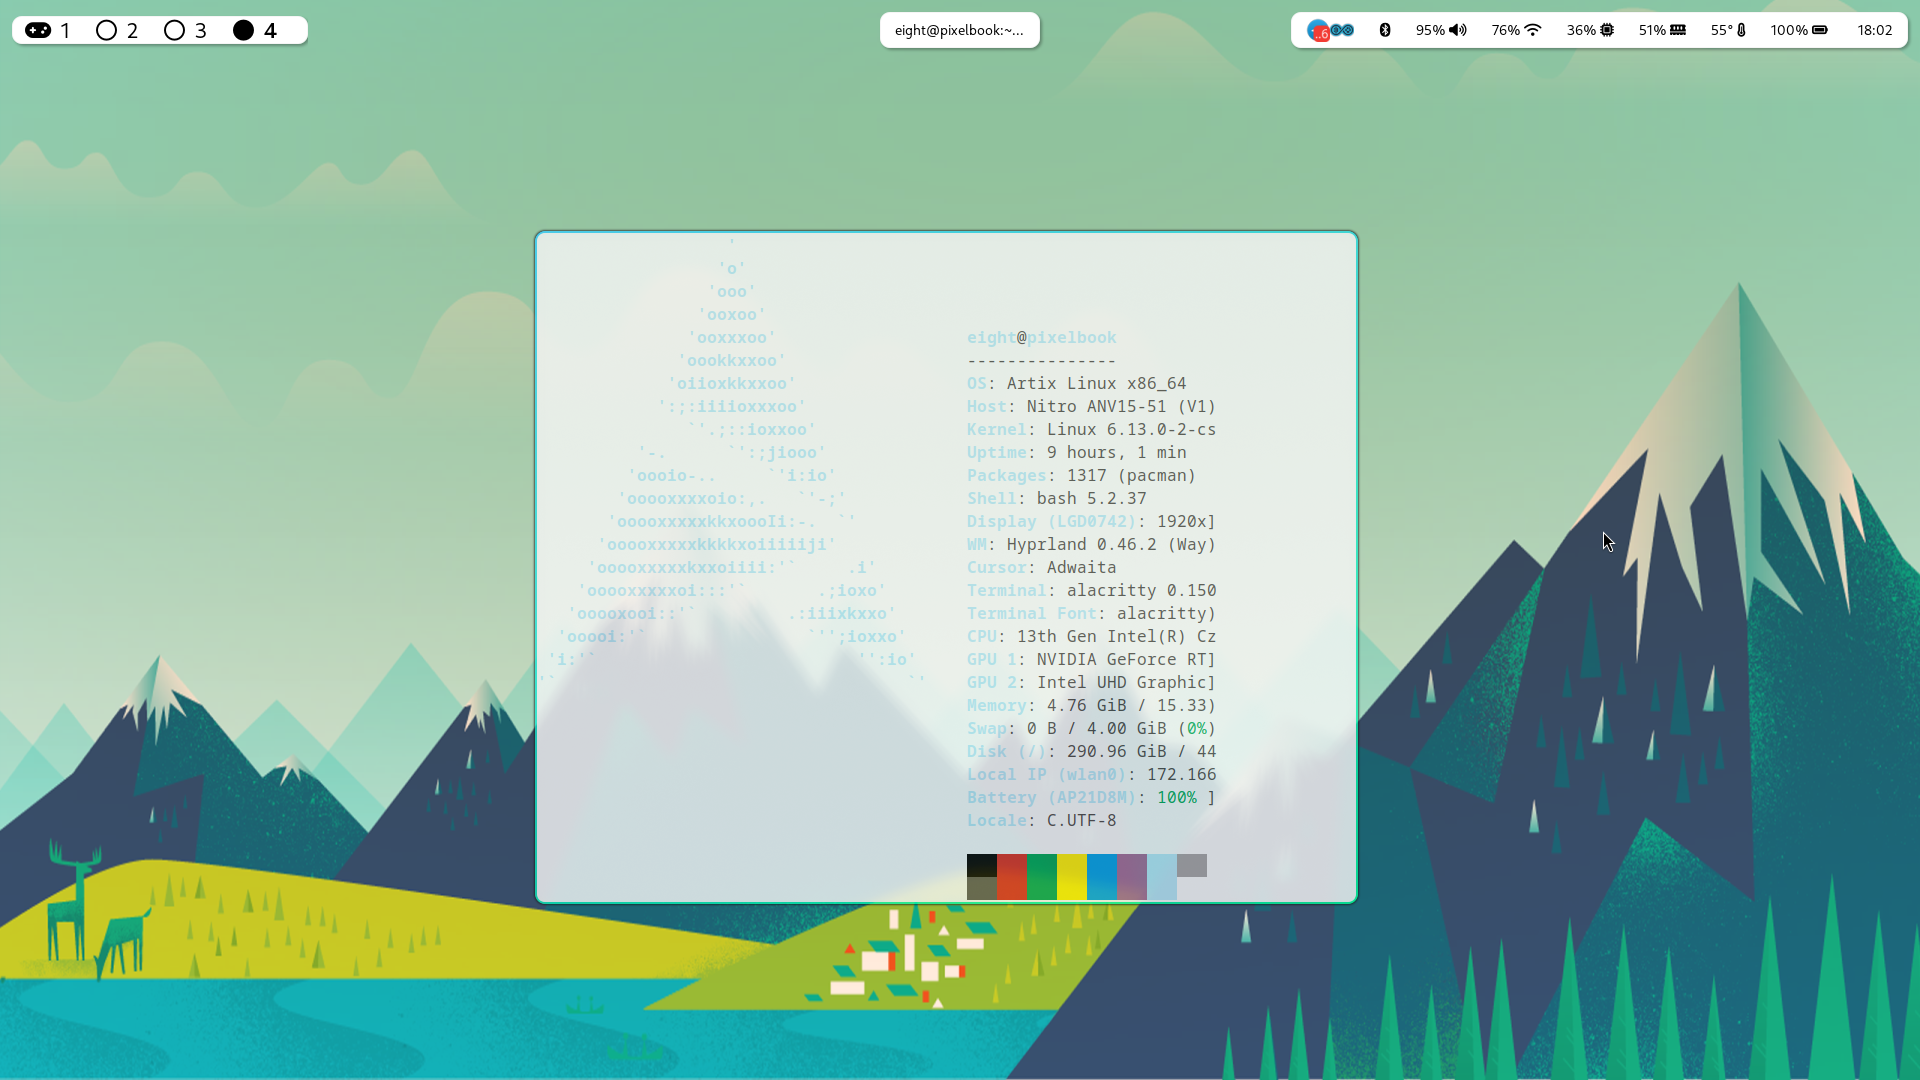 1 2 3 4
eight@pixelbook:~...
..6 95% 76% 36% 51% 55° 100% 18:02
'
'o'
'ooo'
'ooxoo'
'ooxxxoo'
'oookkxxoo'
'oiioxkkxxoo'
':;:iiiioxxxoo'
`'.;::ioxxoo'
'-.      `':;jiooo'
'oooio-..     `'i:io'
'ooooxxxxoio:,.   `'-;'
'ooooxxxxxkkxoooIi:-.  `'
'ooooxxxxxkkkkxoiiiiiji'
'ooooxxxxxkxxoiiii:'`     .i'
'ooooxxxxxoi:::'`       .;ioxo'
'ooooxooi::'`         .:iiixkxxo'
'ooooi:'`                `'';ioxxo'
'i:'`                          '':io'
'`                                   `'
eight@pixelbook
---------------
OS: Artix Linux x86_64
Host: Nitro ANV15-51 (V1)
Kernel: Linux 6.13.0-2-cs
Uptime: 9 hours, 1 min
Packages: 1317 (pacman)
Shell: bash 5.2.37
Display (LGD0742): 1920x]
WM: Hyprland 0.46.2 (Way)
Cursor: Adwaita
Terminal: alacritty 0.150
Terminal Font: alacritty)
CPU: 13th Gen Intel(R) Cz
GPU 1: NVIDIA GeForce RT]
GPU 2: Intel UHD Graphic]
Memory: 4.76 GiB / 15.33)
Swap: 0 B / 4.00 GiB (0%)
Disk (/): 290.96 GiB / 44
Local IP (wlan0): 172.166
Battery (AP21D8M): 100% ]
Locale: C.UTF-8